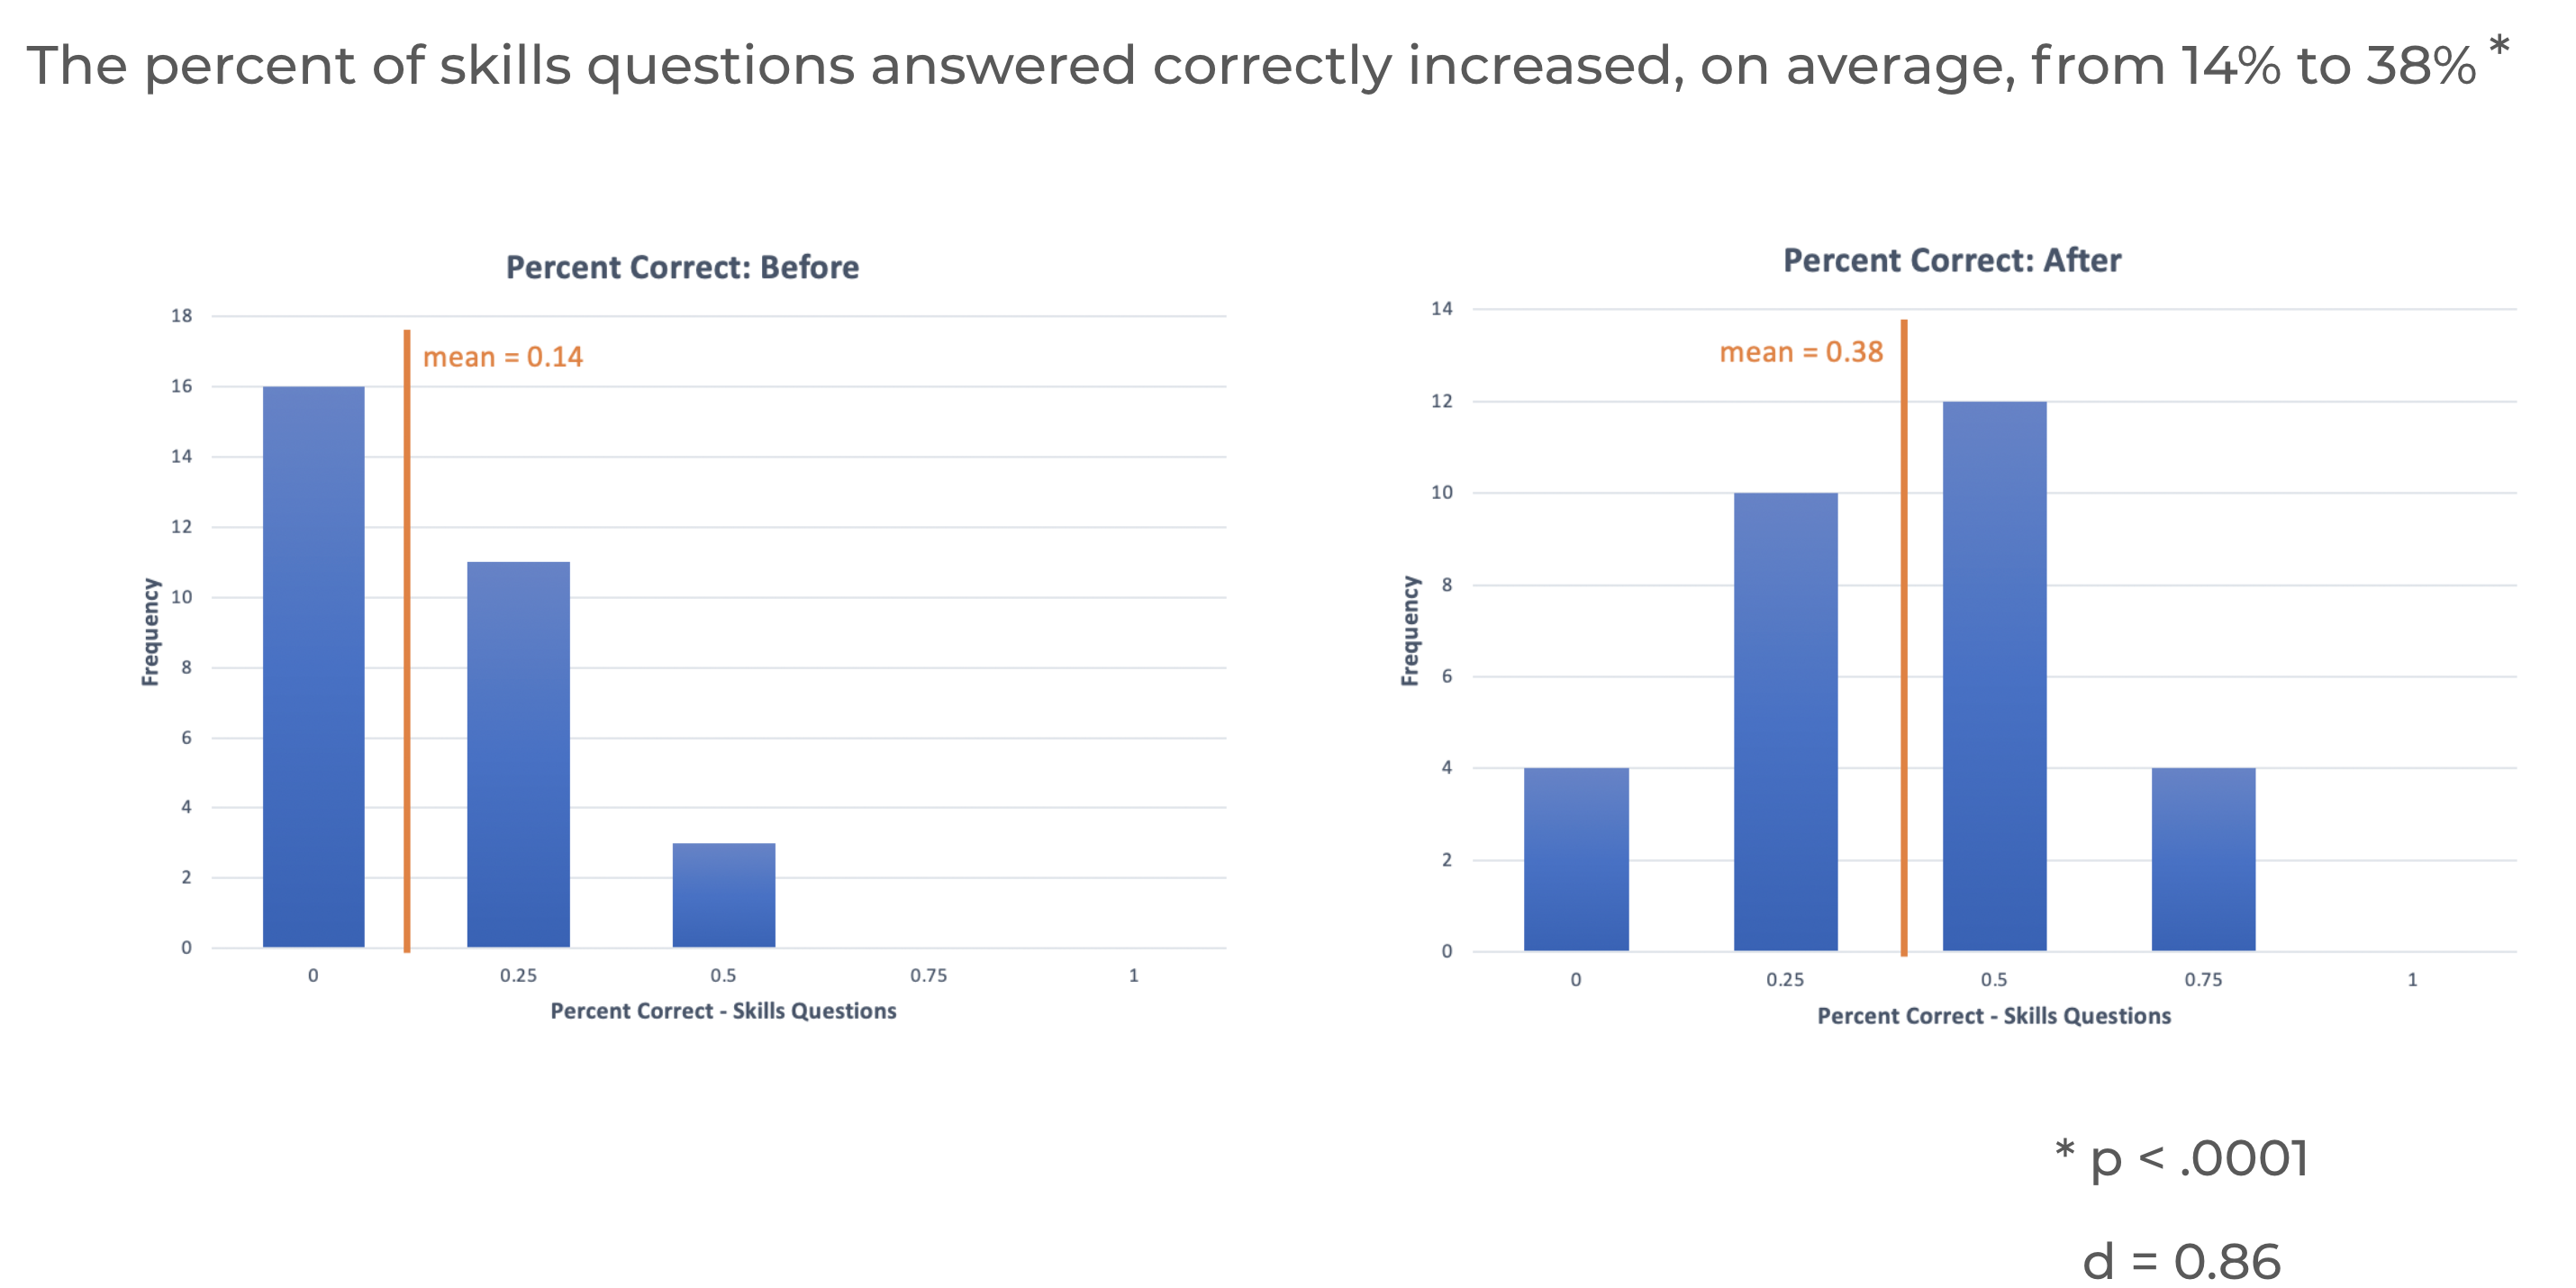 The percent of skills questions answered correctly increased, on average, from 14% to 38% *
Percent Correct: Before
18
16
14
12
10
8
6
4
2
0
Frequency
mean = 0.14
0 0.25 0.5 0.75 1
Percent Correct - Skills Questions
Percent Correct: After
14
12
10
8
6
4
2
0
Frequency
mean = 0.38
0 0.25 0.5 0.75 1
Percent Correct - Skills Questions
* p < .0001
d = 0.86